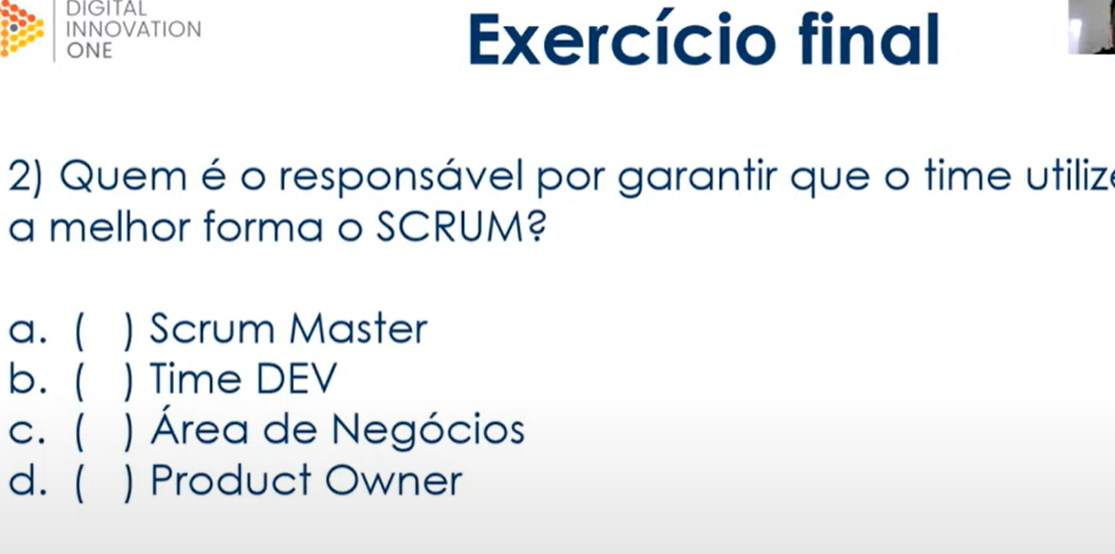 DIGITAL
INNOVATION
ONE
Exercício final
2) Quem é o responsável por garantir que o time utilize
a melhor forma o SCRUM?
a. ( ) Scrum Master
b. ( ) Time DEV
c. ( ) Área de Negócios
d. ( ) Product Owner